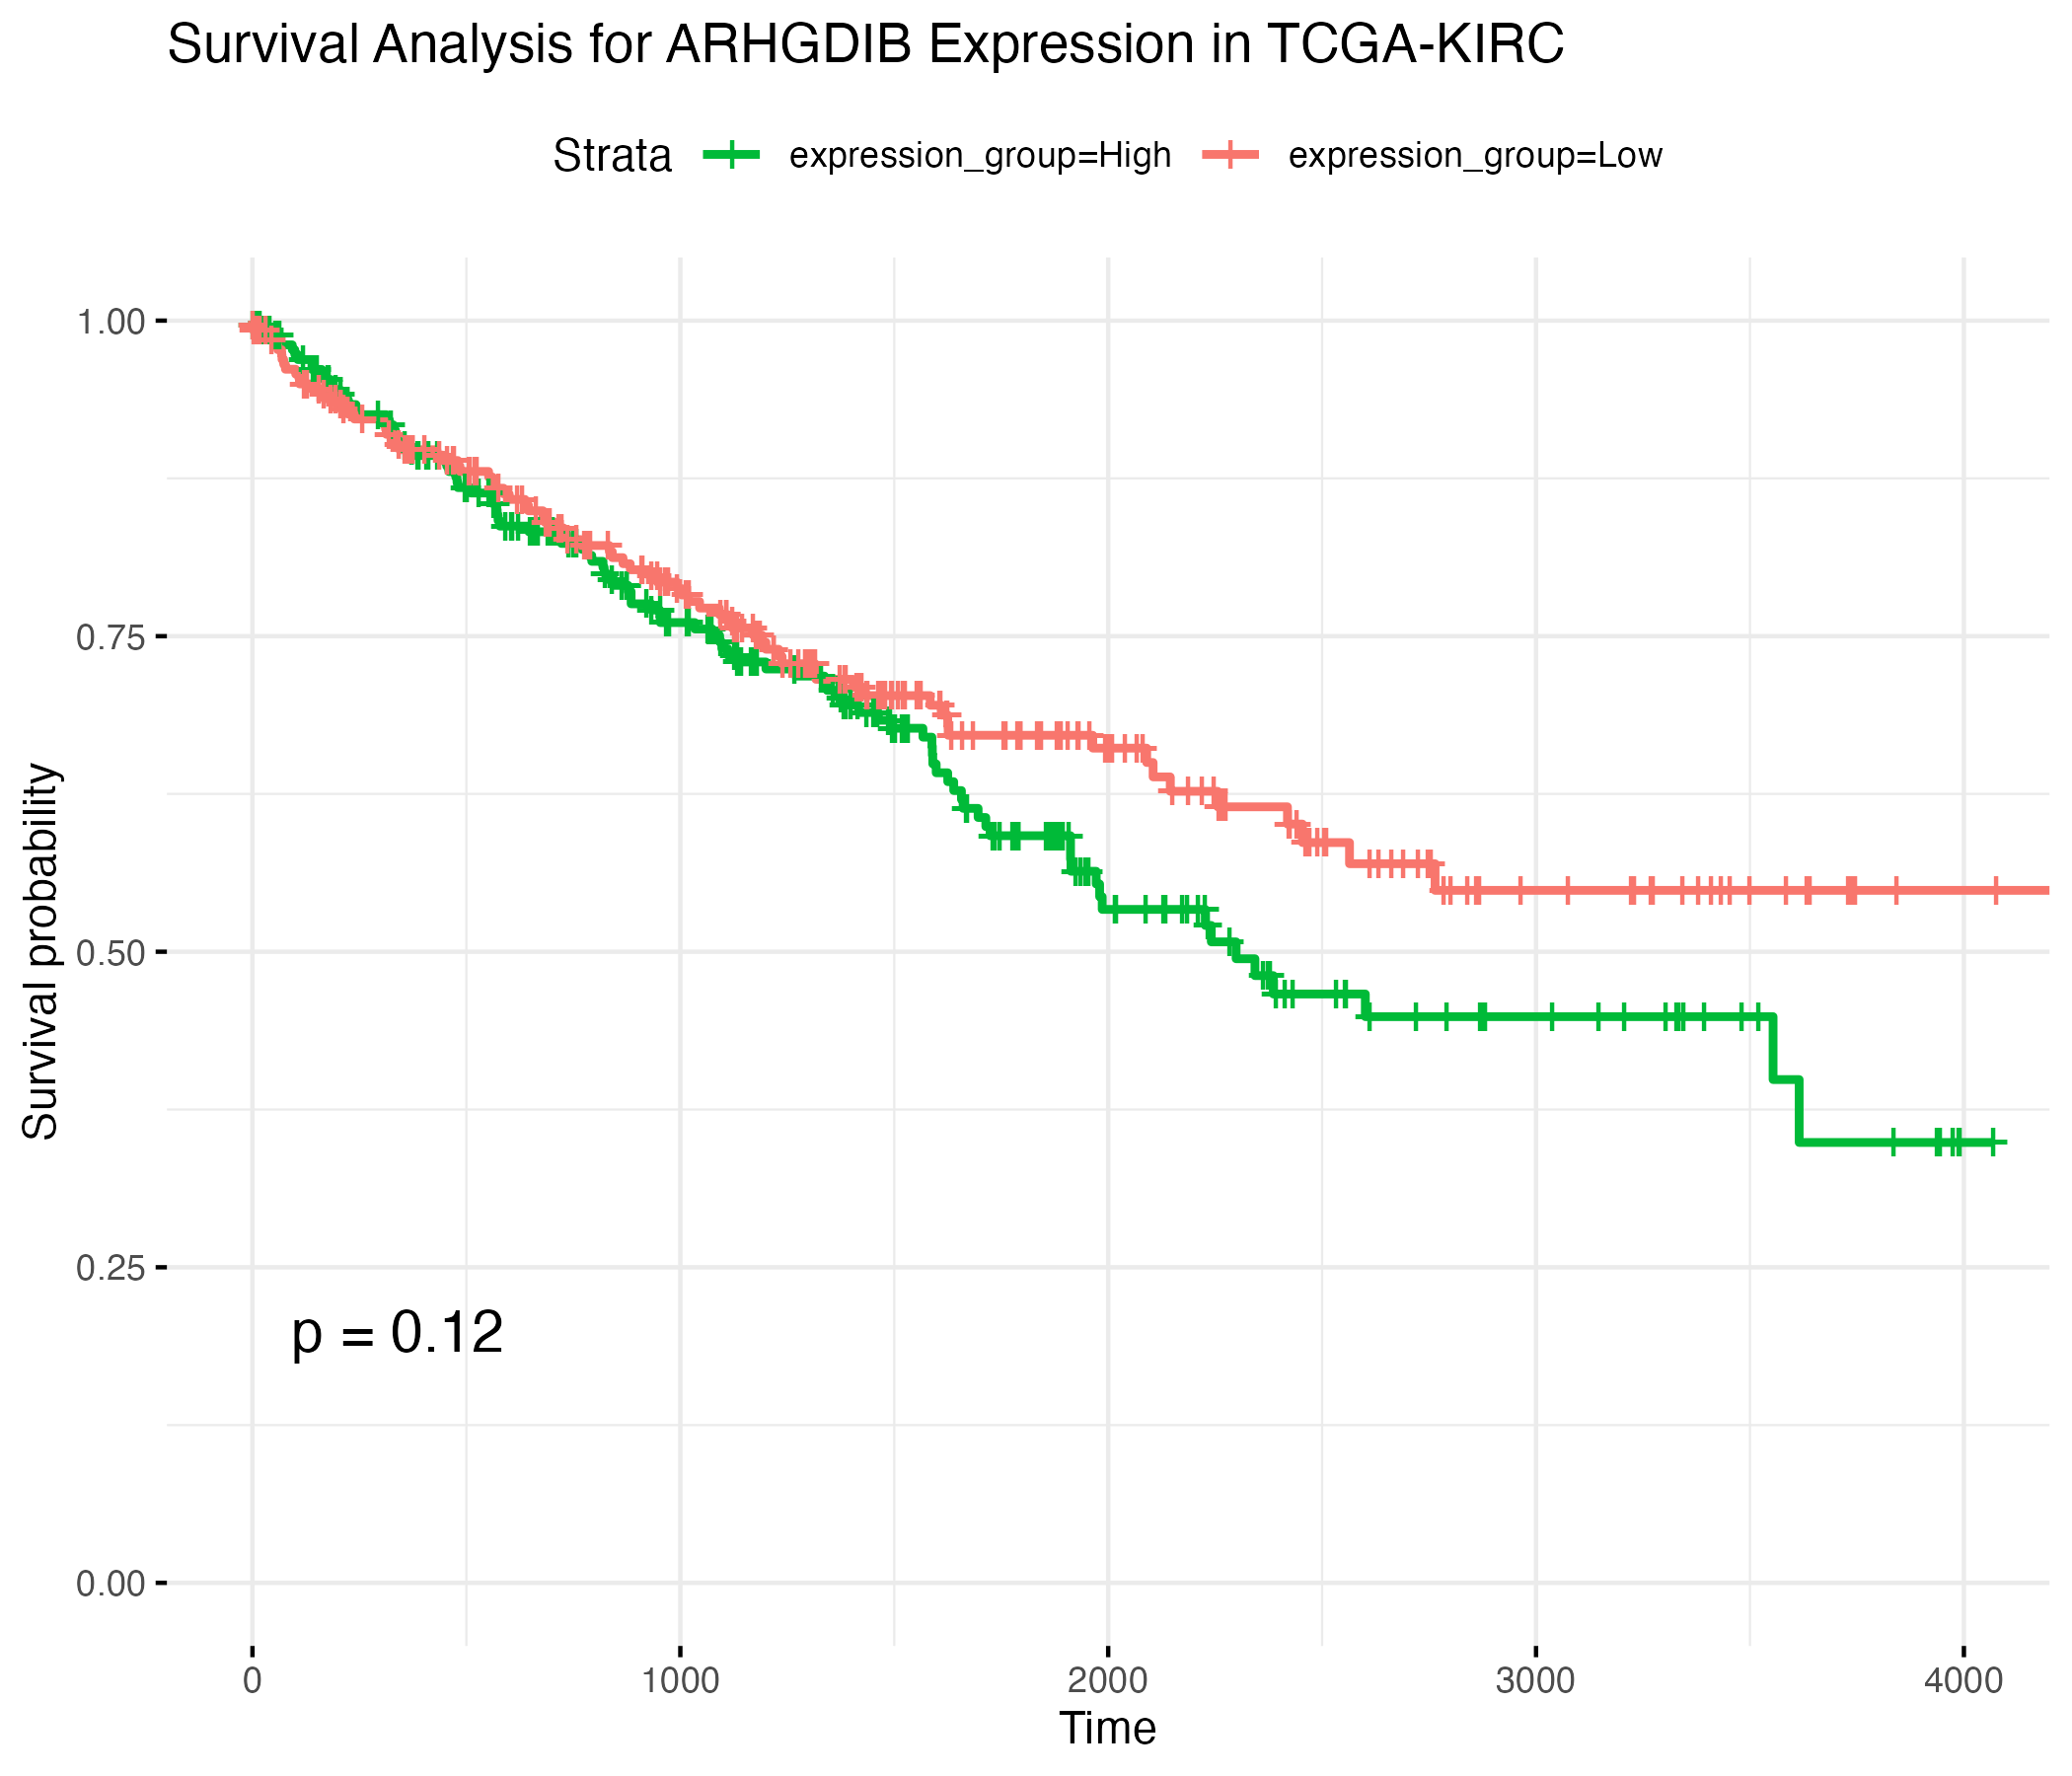 Survival Analysis for ARHGDIB Expression in TCGA-KIRC
Strata expression_group=High expression_group=Low
Survival probability
1.00
0.75
0.50
0.25
0.00
p = 0.12
0 1000 2000 3000 4000
Time